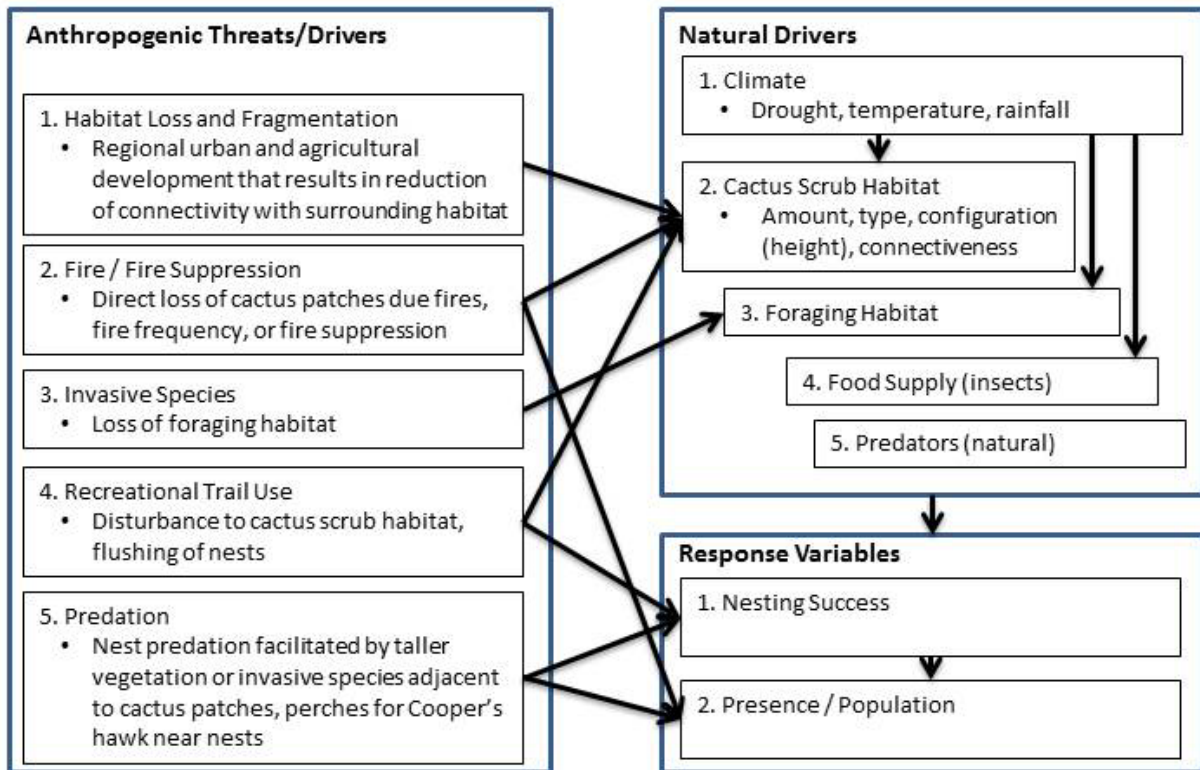 Anthropogenic Threats/Drivers
1. Habitat Loss and Fragmentation
• Regional urban and agricultural
development that results in reduction
of connectivity with surrounding habitat
2. Fire / Fire Suppression
• Direct loss of cactus patches due fires,
fire frequency, or fire suppression
3. Invasive Species
• Loss of foraging habitat
4. Recreational Trail Use
• Disturbance to cactus scrub habitat,
flushing of nests
5. Predation
• Nest predation facilitated by taller
vegetation or invasive species adjacent
to cactus patches, perches for Cooper's
hawk near nests
Natural Drivers
1. Climate
• Drought, temperature, rainfall
2. Cactus Scrub Habitat
• Amount, type, configuration
(height), connectiveness
3. Foraging Habitat
4. Food Supply (insects)
5. Predators (natural)
Response Variables
1. Nesting Success
2. Presence / Population